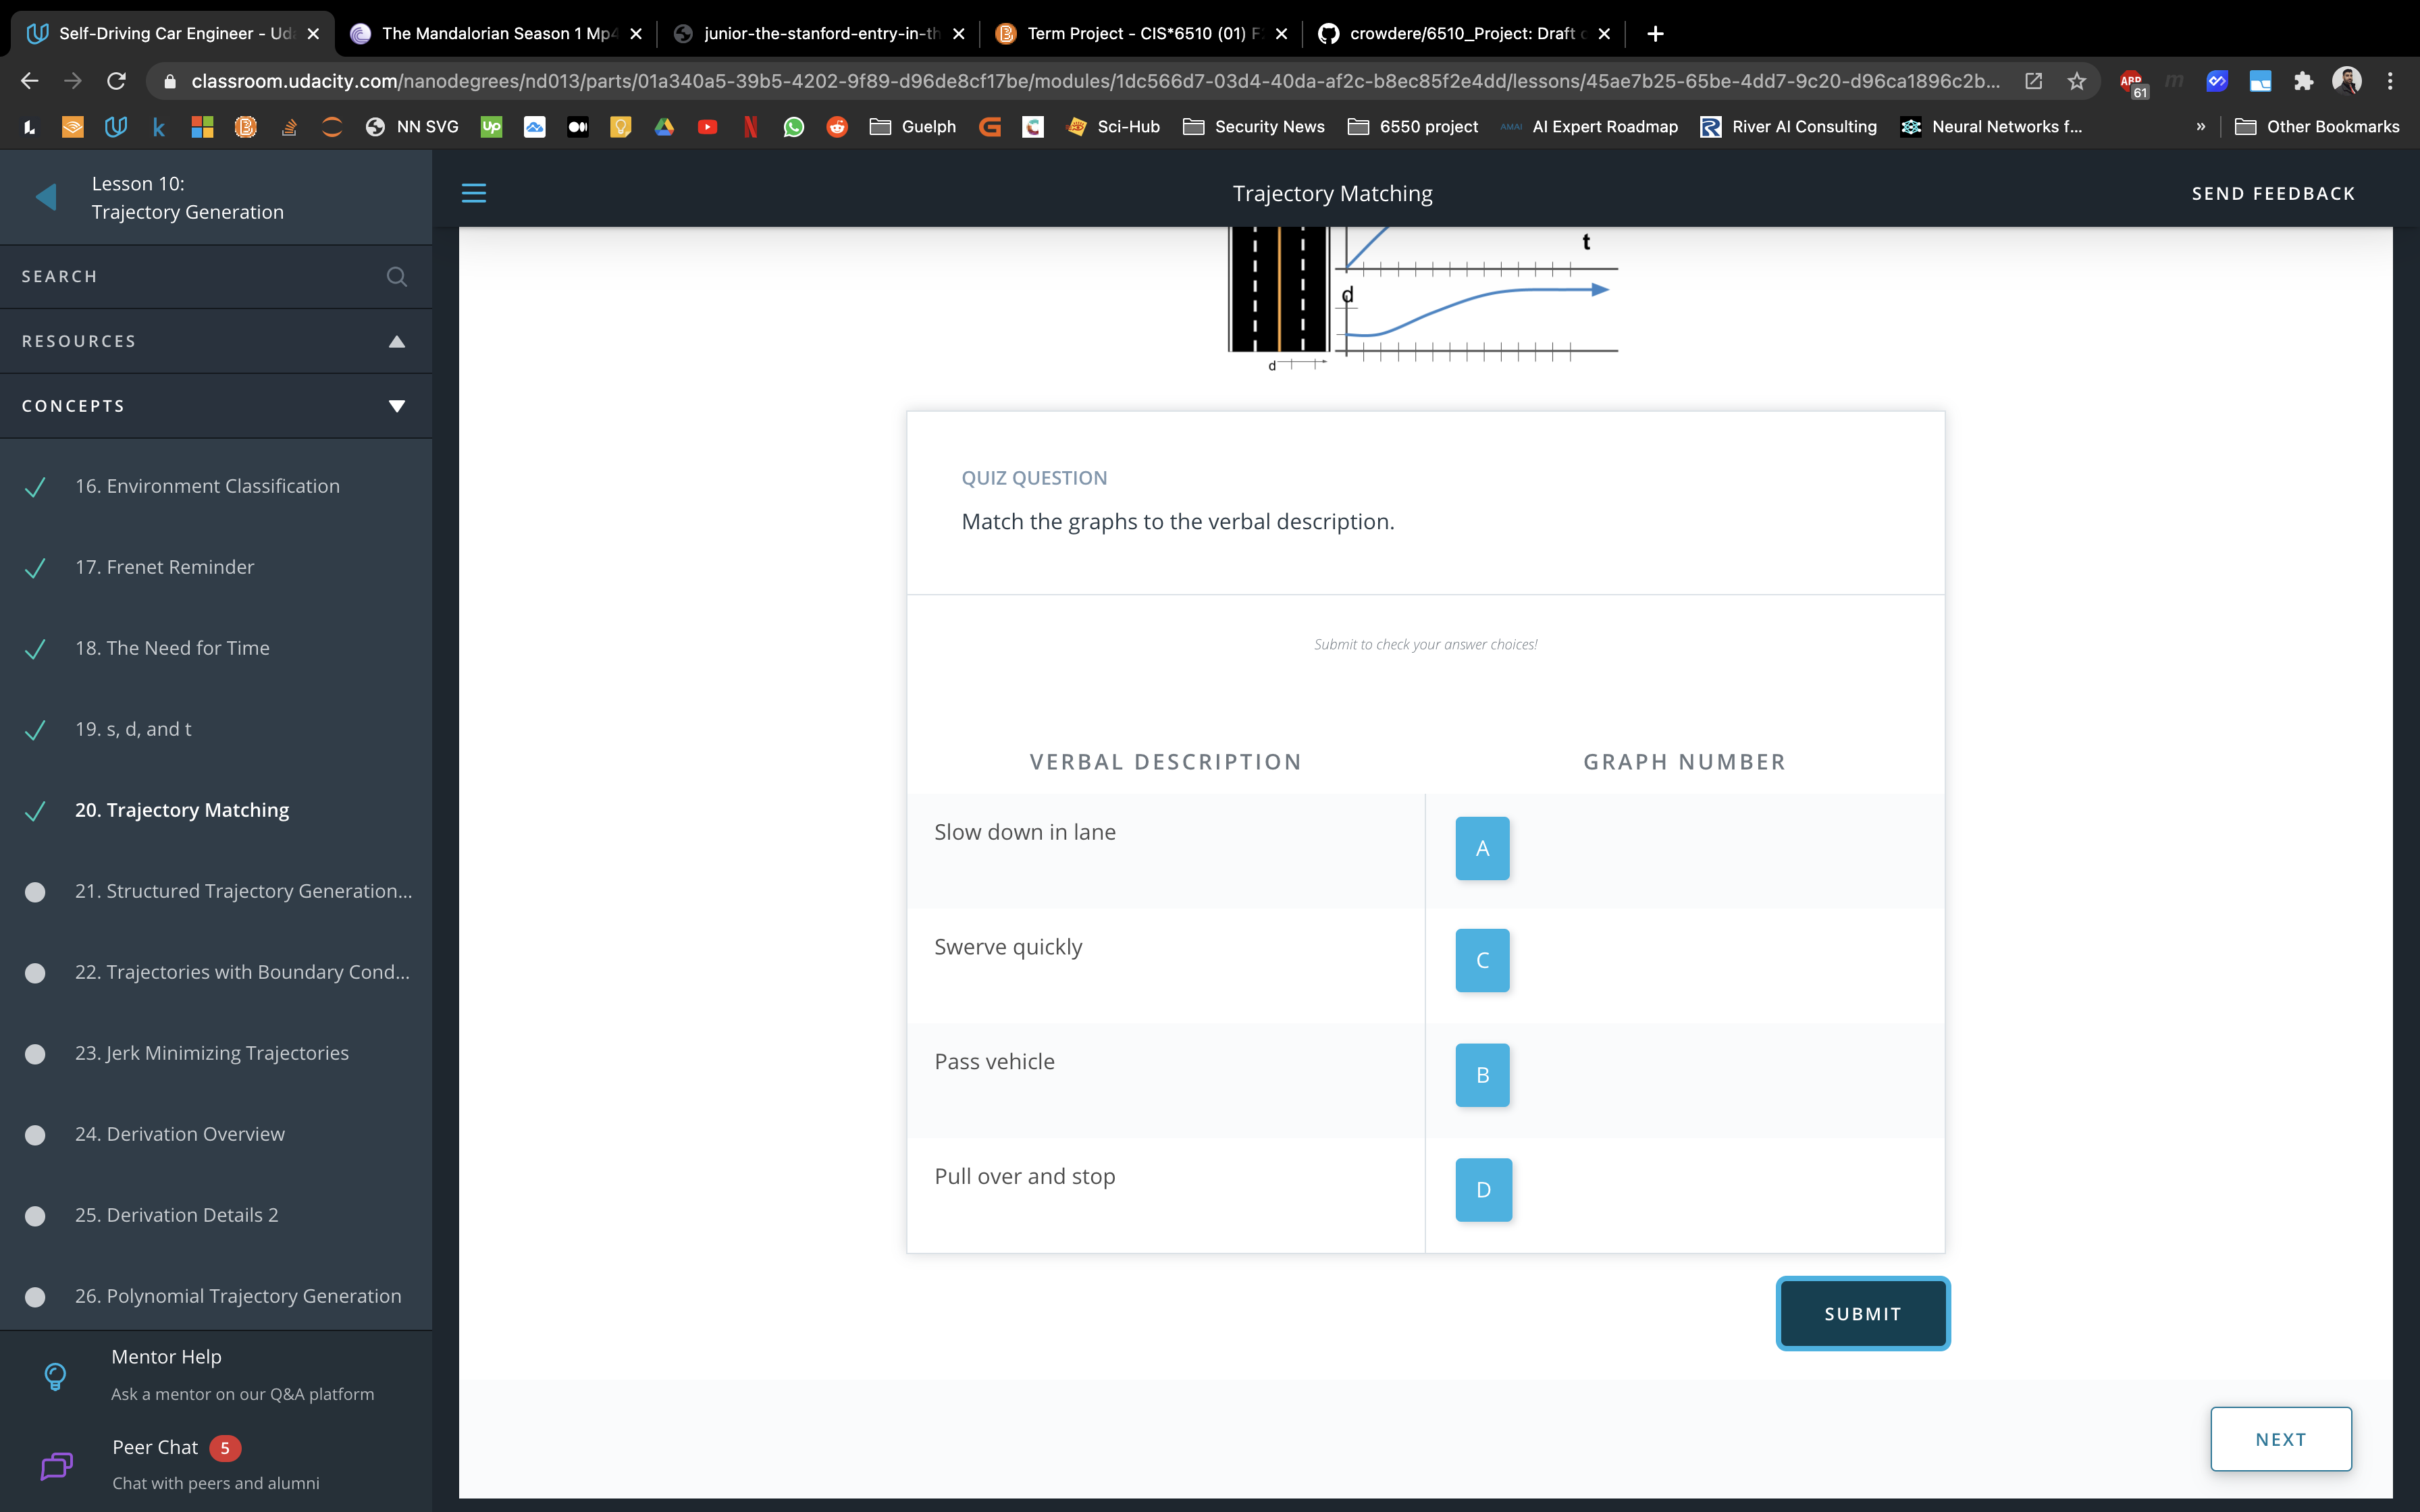 Self-Driving Car Engineer - Ud
The Mandalorian Season 1 Mp4
junior-the-stanford-entry-in-th
Term Project - CIS*6510 (01) F
crowdere/6510_Project: Draft
classroom.udacity.com/nanodegrees/nd013/parts/01a340a5-39b5-4202-9f89-d96de8cf17be/modules/1dc566d7-03d4-40da-af2c-b8ec85f2e4dd/lessons/45ae7b25-65be-4dd7-9c20-d96ca1896c2b...
ABP
61
NN SVG
Up
Guelph
Sci-Hub
Security News
6550 project
AMAI
AI Expert Roadmap
River AI Consulting
Neural Networks f...
»
Other Bookmarks
Lesson 10:
Trajectory Generation
Trajectory Matching
SEND FEEDBACK
SEARCH
RESOURCES
CONCEPTS
16. Environment Classification
17. Frenet Reminder
18. The Need for Time
19. s, d, and t
20. Trajectory Matching
21. Structured Trajectory Generation...
22. Trajectories with Boundary Cond...
23. Jerk Minimizing Trajectories
24. Derivation Overview
25. Derivation Details 2
26. Polynomial Trajectory Generation
Mentor Help
Ask a mentor on our Q&A platform
Peer Chat 5
Chat with peers and alumni
t
d
d
QUIZ QUESTION
Match the graphs to the verbal description.
Submit to check your answer choices!
VERBAL DESCRIPTION GRAPH NUMBER
Slow down in lane A
Swerve quickly C
Pass vehicle B
Pull over and stop D
SUBMIT
NEXT